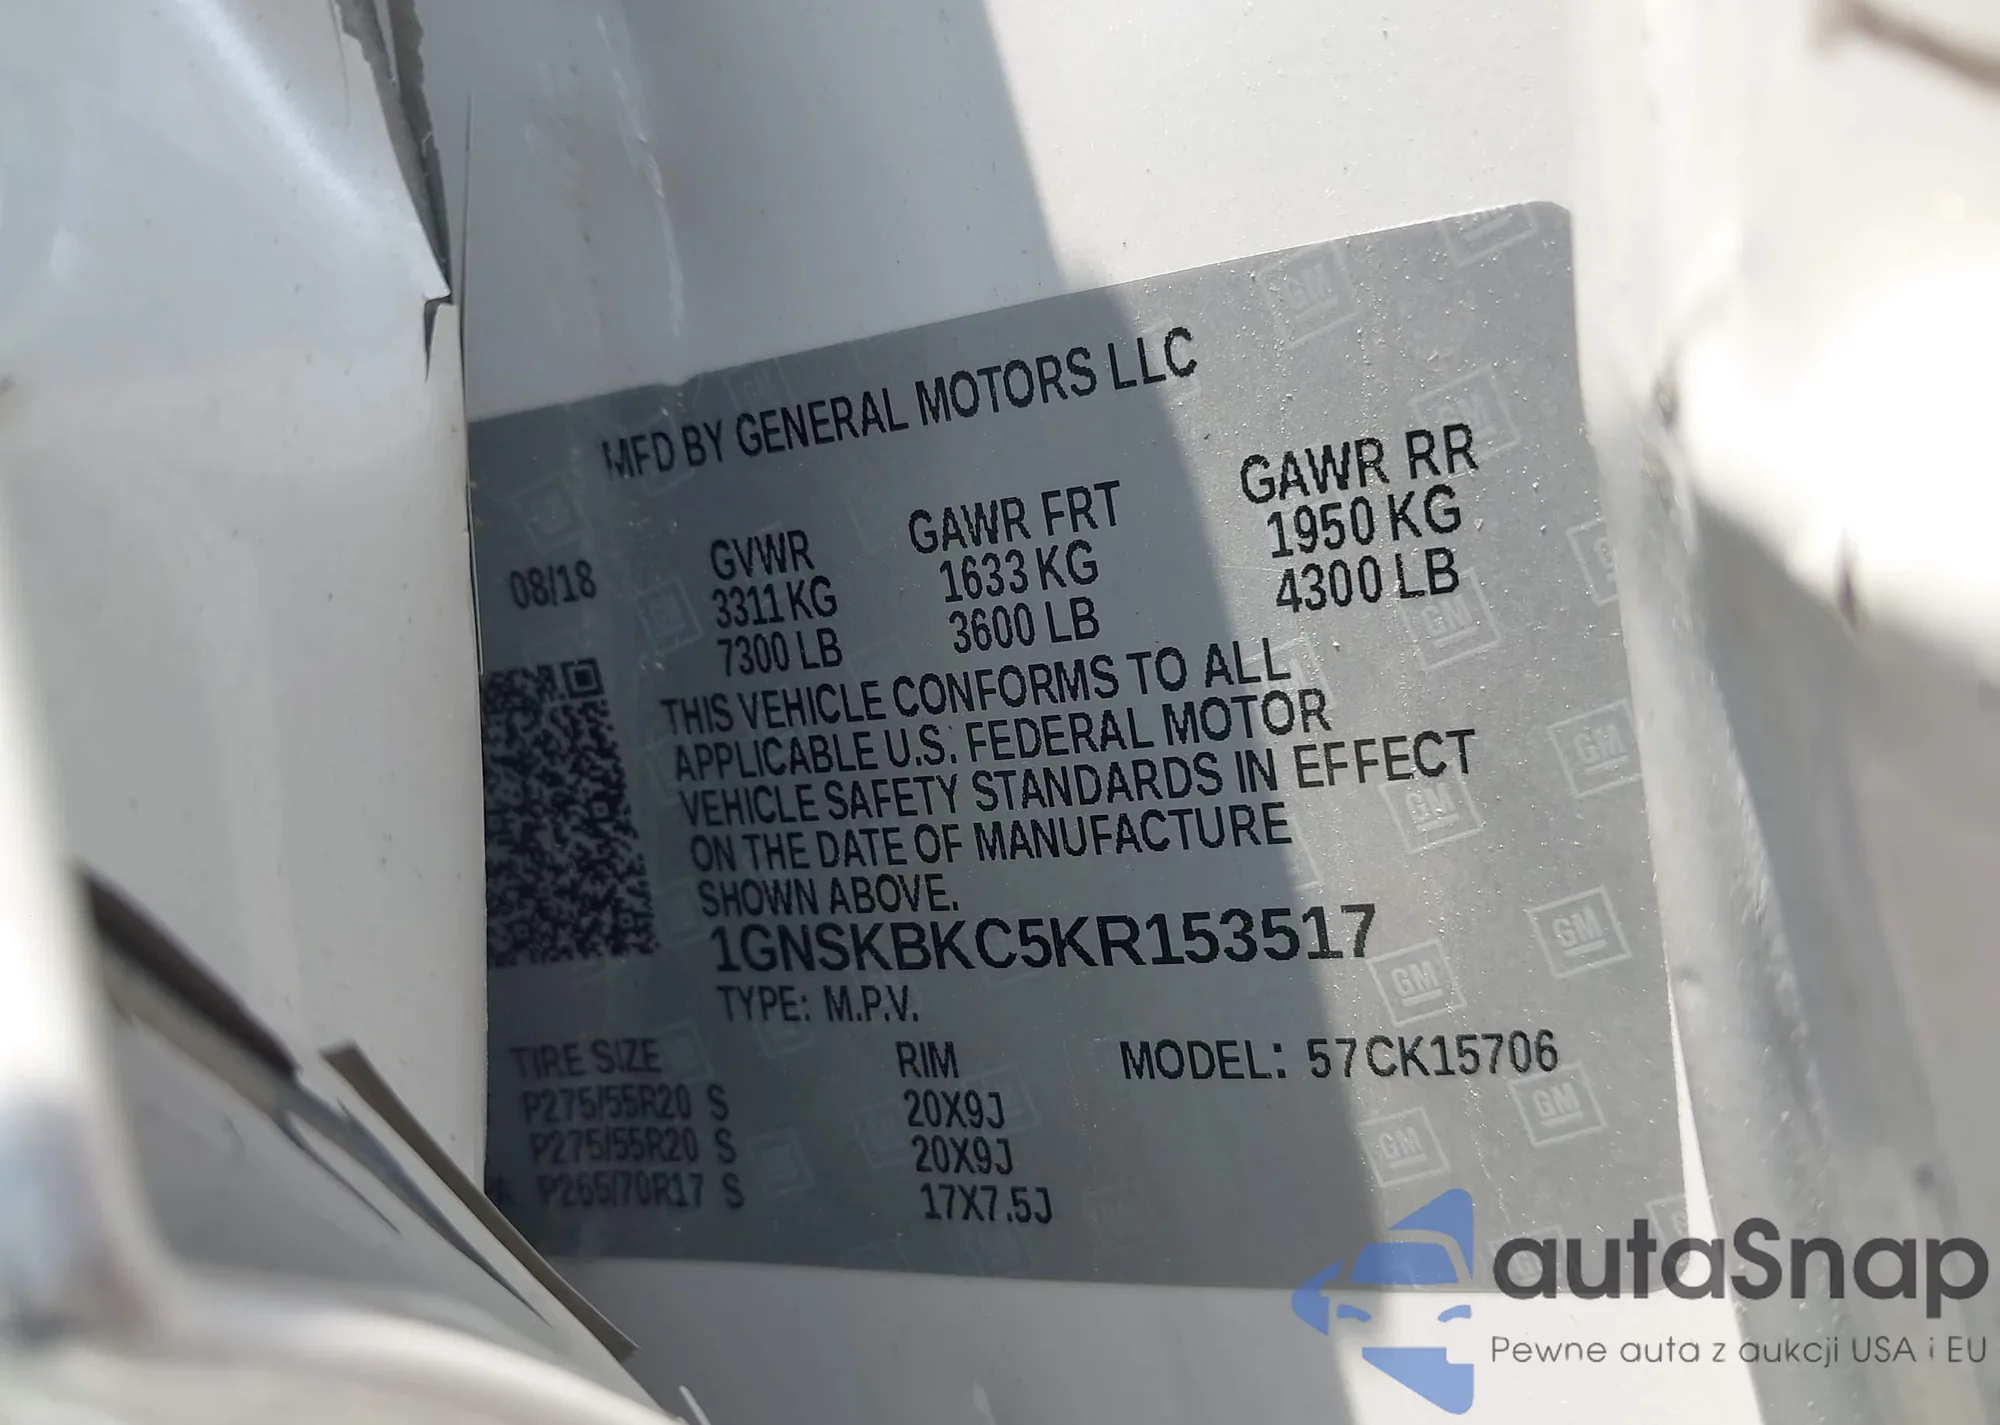 MFD BY GENERAL MOTORS LLC
08/18 GVWR GAWR FRT GAWR RR
3311 KG 1633 KG 1950 KG
7300 LB 3600 LB 4300 LB
THIS VEHICLE CONFORMS TO ALL
APPLICABLE U.S. FEDERAL MOTOR
VEHICLE SAFETY STANDARDS IN EFFECT
ON THE DATE OF MANUFACTURE
SHOWN ABOVE.
1GNSKBKC5KR153517
TYPE: M.P.V.
TIRE SIZE RIM MODEL: 57CK15706
P275/55R20 S 20X9J
P275/55R20 S 20X9J
P265/70R17 S 17X7.5J
GM
autaSnap
Pewne auta z aukcji USA i EU